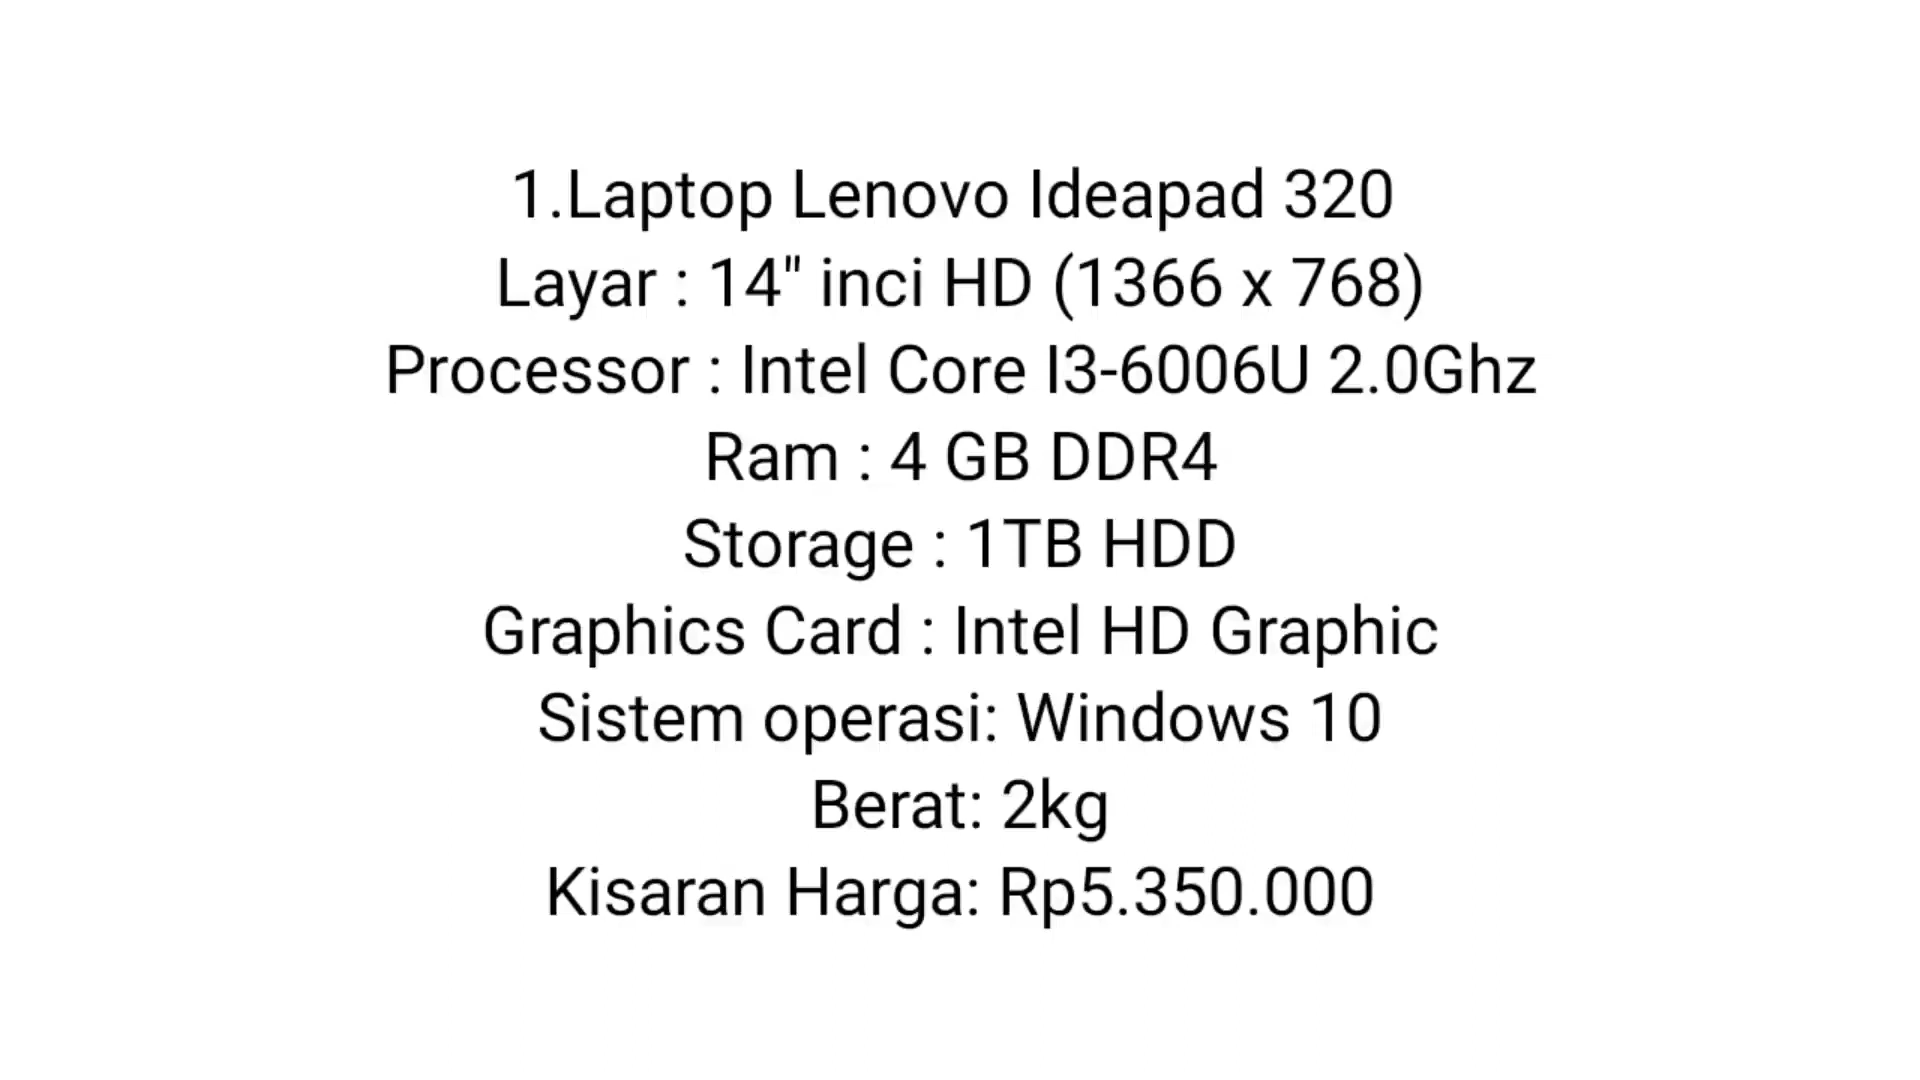 1.Laptop Lenovo Ideapad 320
Layar : 14" inci HD (1366 x 768)
Processor : Intel Core I3-6006U 2.0Ghz
Ram : 4 GB DDR4
Storage : 1TB HDD
Graphics Card : Intel HD Graphic
Sistem operasi: Windows 10
Berat: 2kg
Kisaran Harga: Rp5.350.000